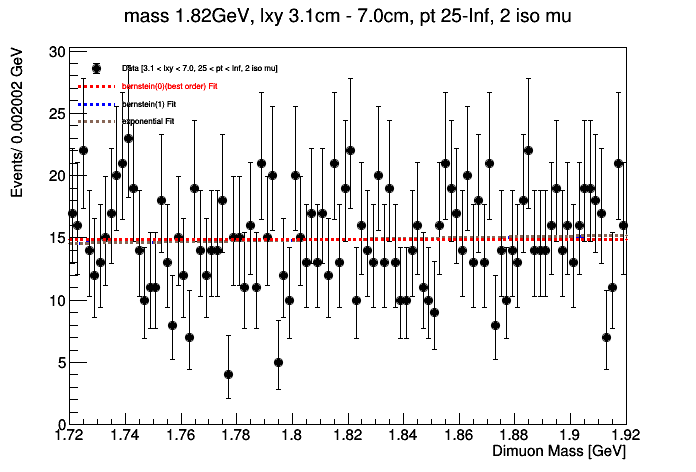 mass 1.82GeV, lxy 3.1cm - 7.0cm, pt 25-Inf, 2 iso mu
Events/ 0.002002 GeV
30
25
20
15
10
5
0
Data [3.1 < lxy < 7.0, 25 < pt < Inf, 2 iso mu]
bernstein(0)(best order) Fit
bernstein(1) Fit
exponential Fit
1.72 1.74 1.76 1.78 1.8 1.82 1.84 1.86 1.88 1.9 1.92
Dimuon Mass [GeV]